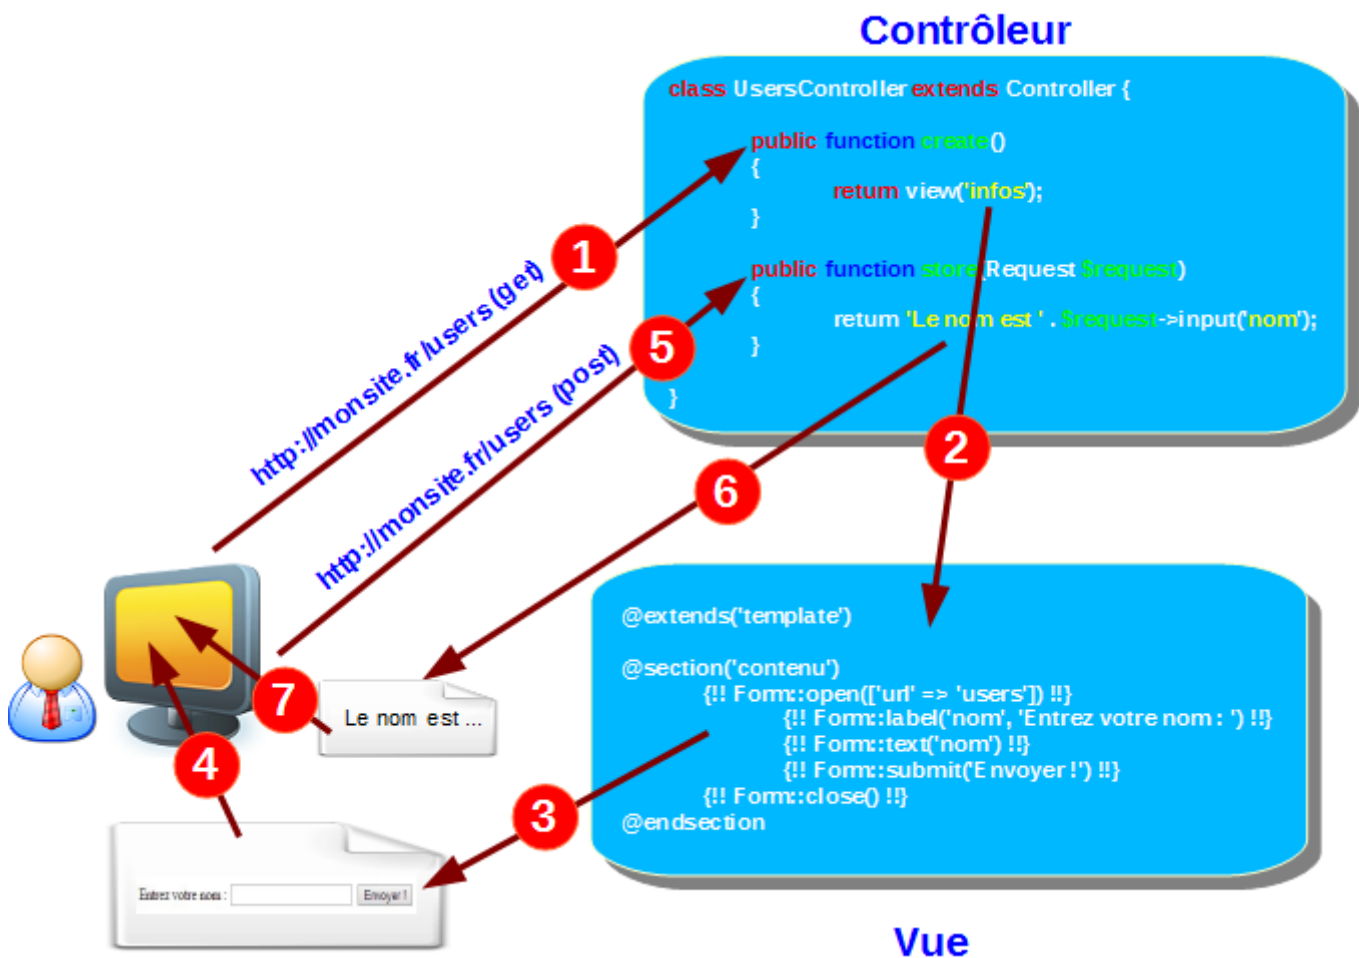 Contrôleur
class UsersController extends Controller {
public function create()
{
return view('infos');
}
public function store(Request $request)
{
return 'Le nom est ' . $request->input('nom');
}
}
1
http://monsite.fr/users (get)
5
http://monsite.fr/users (post)
2
6
@extends('template')
@section('contenu')
{!! Form::open(['url' => 'users']) !!}
{!! Form::label('nom', 'Entrez votre nom : ') !!}
{!! Form::text('nom') !!}
{!! Form::submit('Envoyer !') !!}
{!! Form::close() !!}
@endsection
7
Le nom est ...
4
3
Entrez votre nom :
Envoyer !
Vue